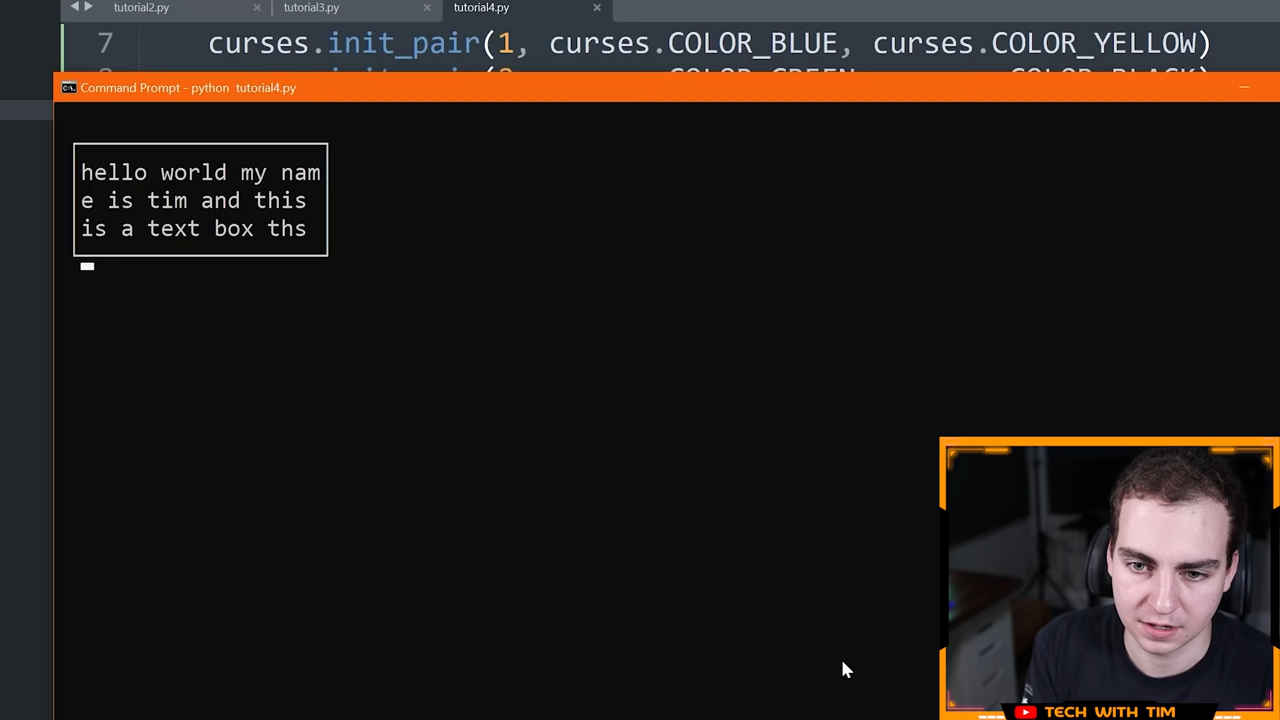 tutorial2.py × tutorial3.py × tutorial4.py ×
7 curses.init_pair(1, curses.COLOR_BLUE, curses.COLOR_YELLOW)
Command Prompt - python tutorial4.py
hello world my nam
e is tim and this
is a text box ths
TECH WITH TIM